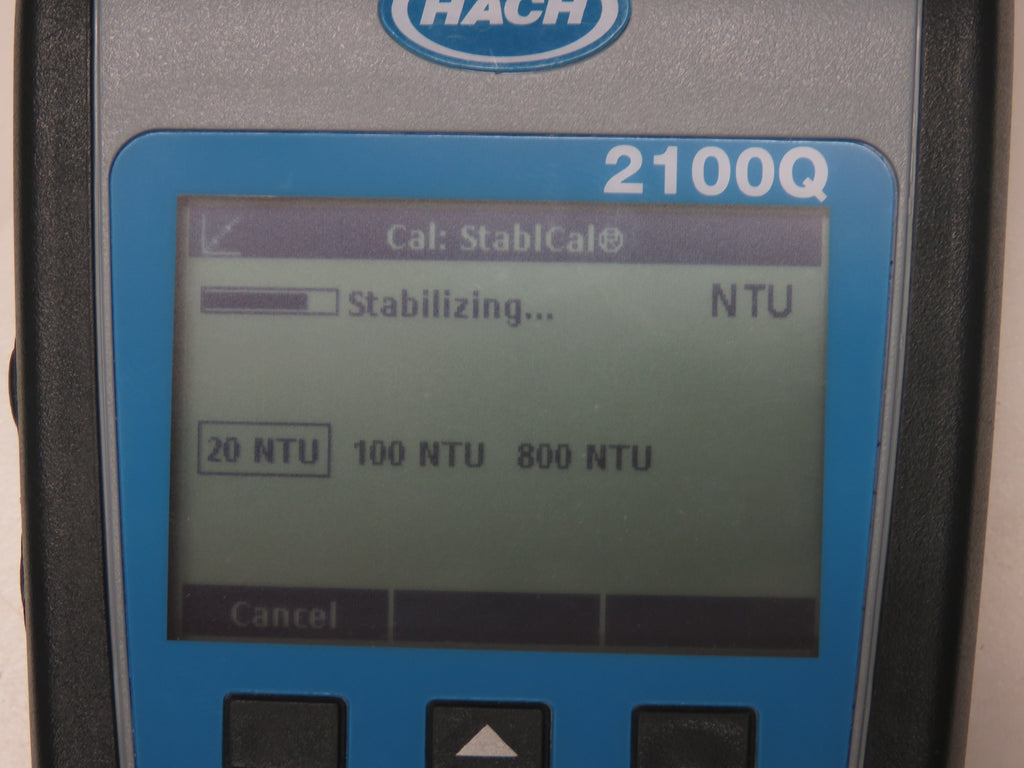 HACH
2100Q
Cal: StablCal®
Stabilizing... NTU
20 NTU 100 NTU 800 NTU
Cancel